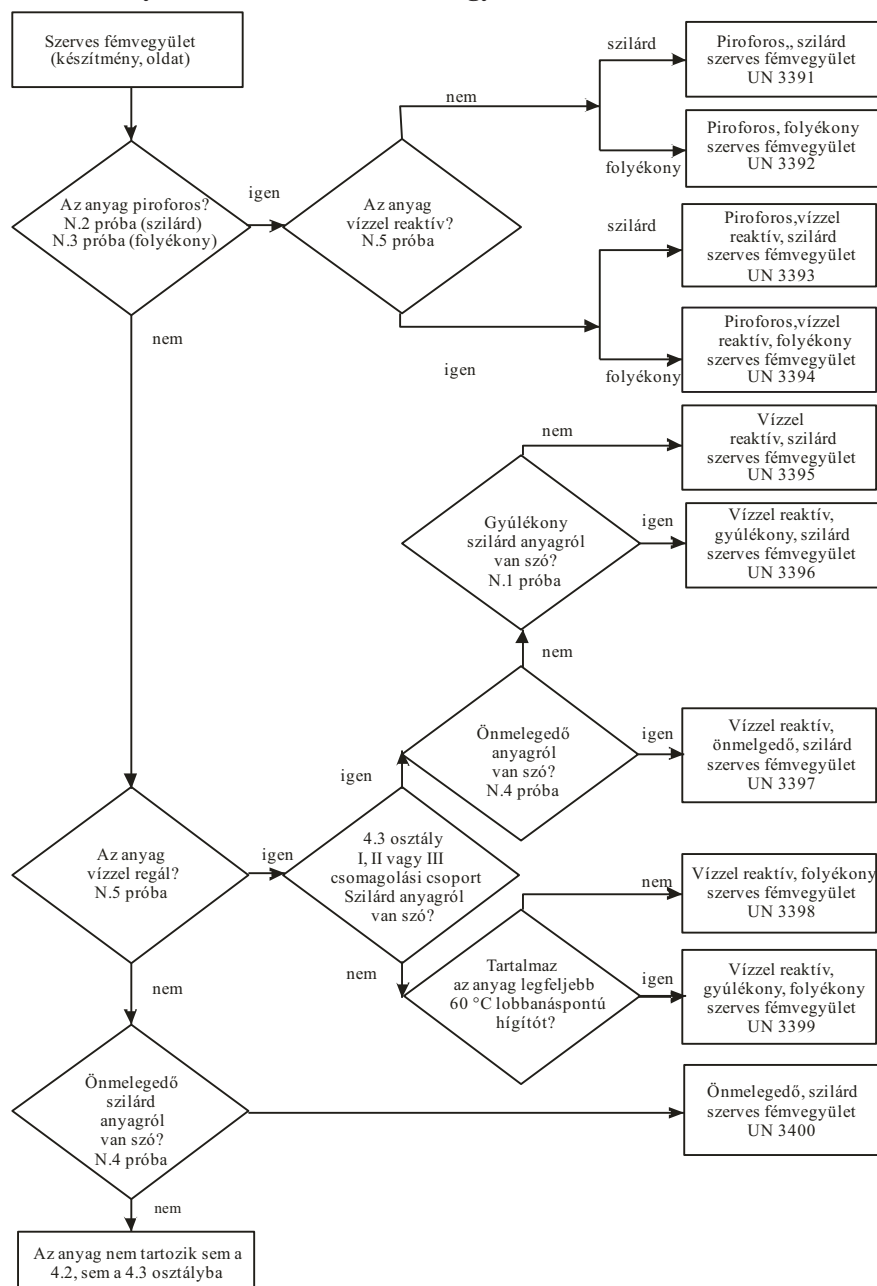 Szerves fémvegyület
(készítmény, oldat)
szilárd
Piroforos,, szilárd
szerves fémvegyület
UN 3391
nem
Piroforos, folyékony
szerves fémvegyület
UN 3392
folyékony
Az anyag piroforos?
N.2 próba (szilárd)
N.3 próba (folyékony)
igen
Az anyag
vízzel reaktív?
N.5 próba
szilárd
Piroforos,vízzel
reaktív, szilárd
szerves fémvegyület
UN 3393
nem
igen
Piroforos,vízzel
reaktív, folyékony
szerves fémvegyület
UN 3394
folyékony
nem
Vízzel
reaktív, szilárd
szerves fémvegyület
UN 3395
Gyúlékony
szilárd anyagról
van szó?
N.1 próba
igen
Vízzel reaktív,
gyúlékony, szilárd
szerves fémvegyület
UN 3396
nem
Önmelegedő
anyagról
van szó?
N.4 próba
igen
Vízzel reaktív,
önmelgedő, szilárd
szerves fémvegyület
UN 3397
igen
Az anyag
vízzel regál?
N.5 próba
igen
4.3 osztály
I, II vagy III
csomagolási csoport
Szilárd anyagról
van szó?
nem
Vízzel reaktív, folyékony
szerves fémvegyület
UN 3398
nem
Tartalmaz
az anyag legfeljebb
60 °C lobbanáspontú
hígítót?
igen
Vízzel reaktív,
gyúlékony, folyékony
szerves fémvegyület
UN 3399
nem
Önmelegedő
szilárd
anyagról
van szó?
N.4 próba
Önmelegedő, szilárd
szerves fémvegyület
UN 3400
nem
Az anyag nem tartozik sem a
4.2, sem a 4.3 osztályba